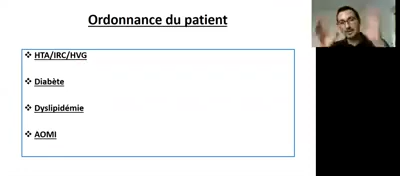 Ordonnance du patient
❖ HTA/IRC/HVG
❖ Diabète
❖ Dyslipidémie
❖ AOMI